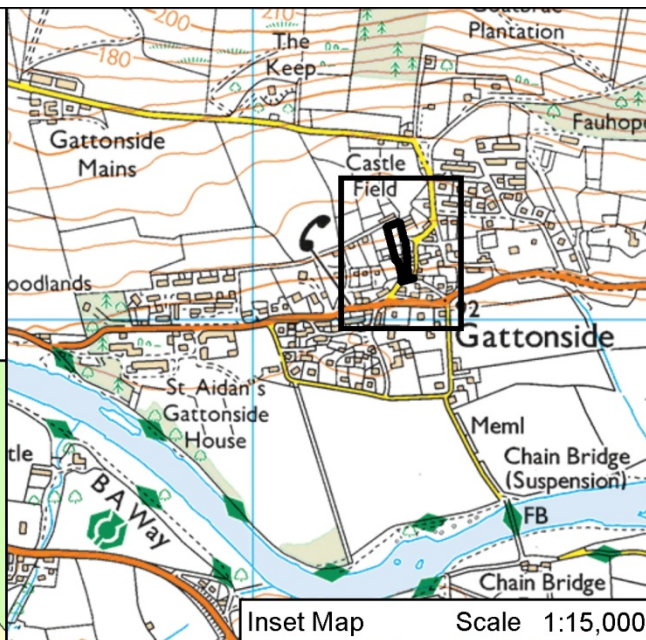 200
210
Plantation
The
Keep
180
Fauhope
Gattonside
Mains
Castle
Field
oodlands
92
Gattonside
St Aidan's
Gattonside
House
Meml
tle
Chain Bridge
(Suspension)
B A Way
FB
Chain Bridge
Inset Map Scale 1:15,000